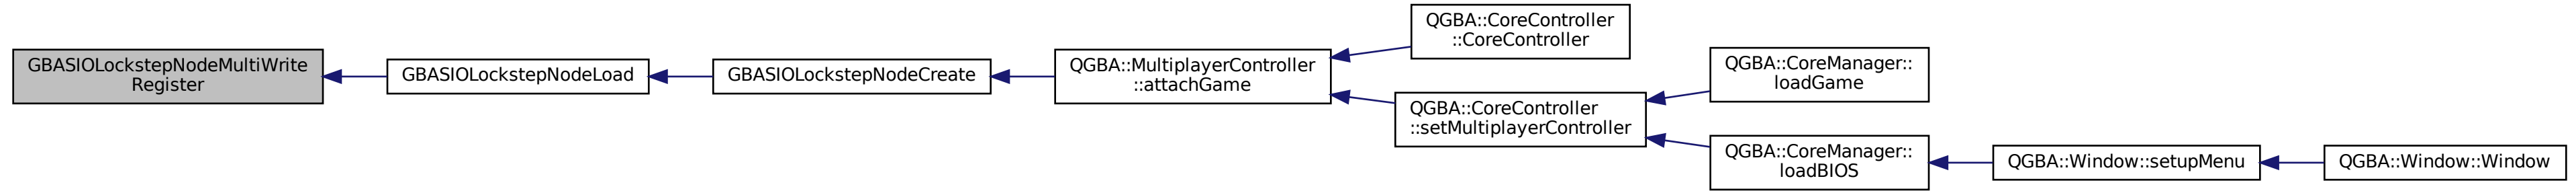 GBASIOLockstepNodeMultiWrite
Register
GBASIOLockstepNodeLoad
GBASIOLockstepNodeCreate
QGBA::MultiplayerController
::attachGame
QGBA::CoreController
::CoreController
QGBA::CoreController
::setMultiplayerController
QGBA::CoreManager::
loadGame
QGBA::CoreManager::
loadBIOS
QGBA::Window::setupMenu
QGBA::Window::Window